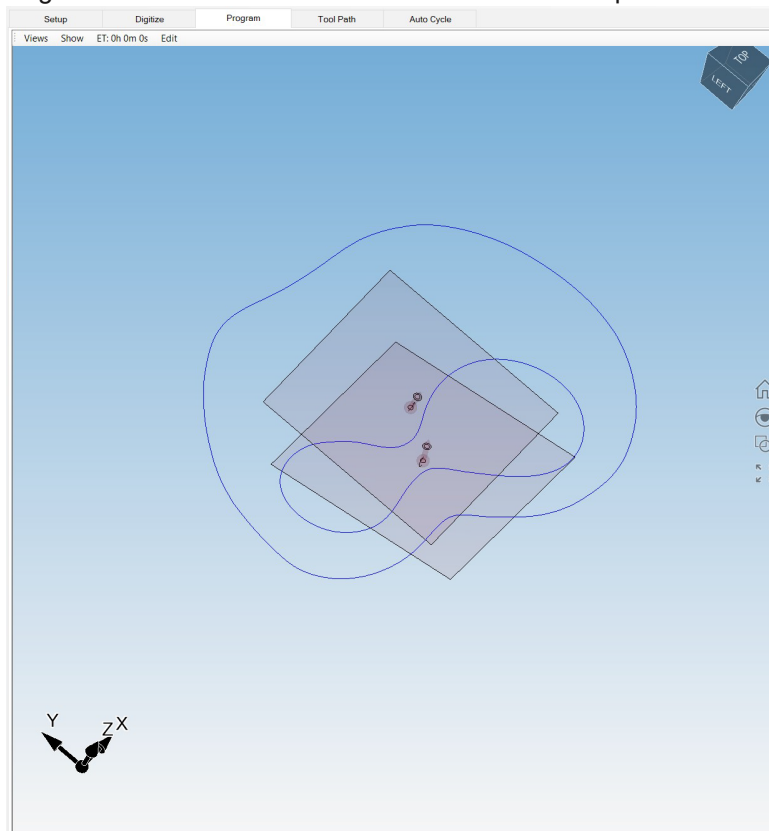 Setup Digitize Program Tool Path Auto Cycle
Views Show ET: 0h 0m 0s Edit
TOP
LEFT
Y Z X